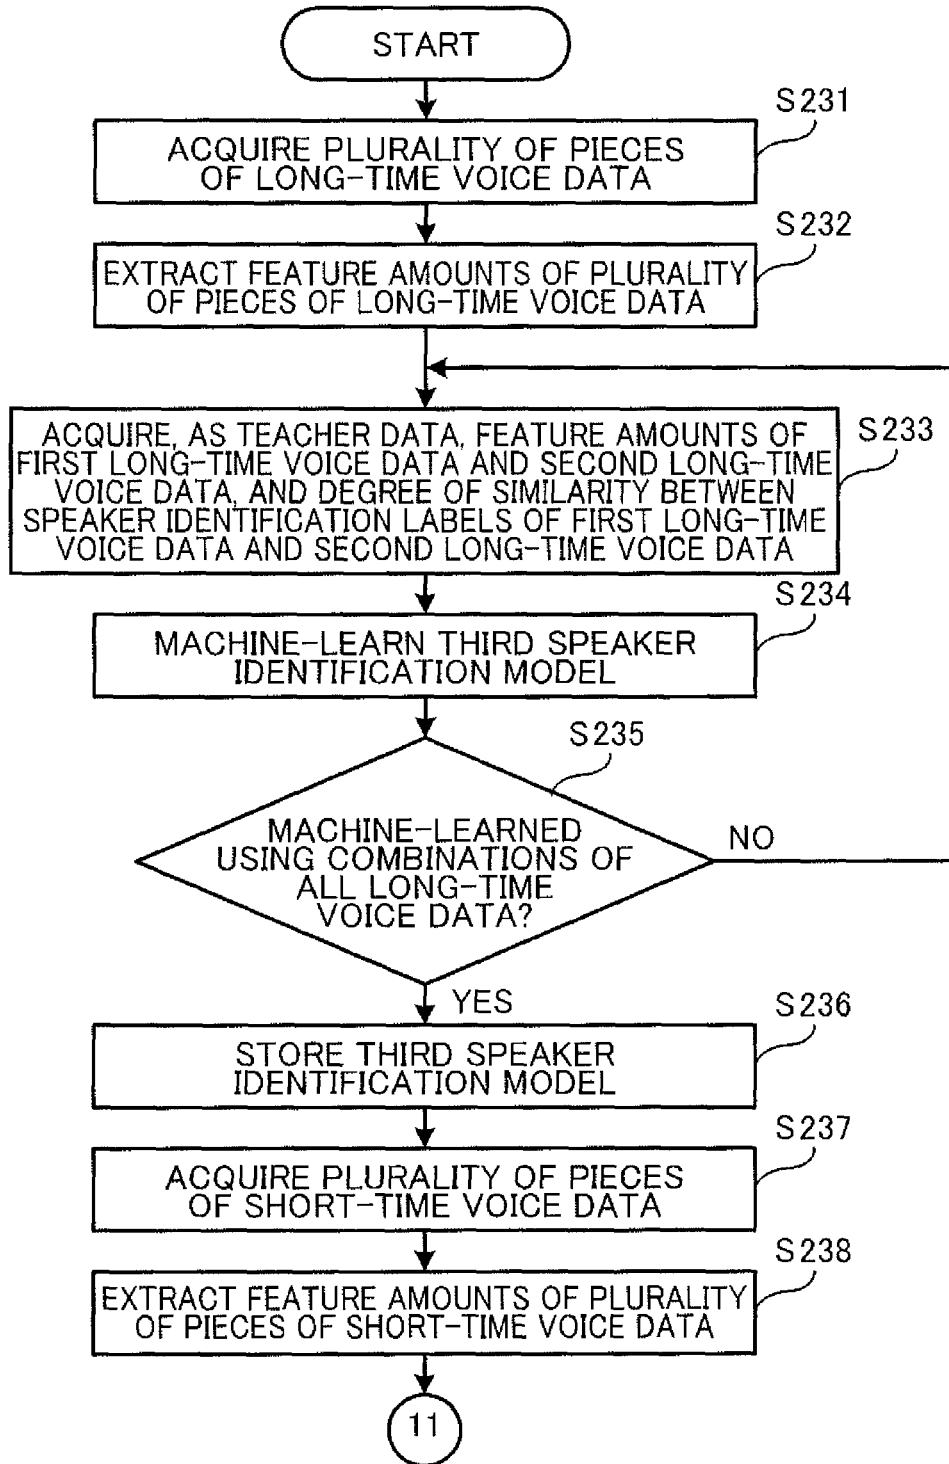 START
S231
ACQUIRE PLURALITY OF PIECES
OF LONG-TIME VOICE DATA
S232
EXTRACT FEATURE AMOUNTS OF PLURALITY
OF PIECES OF LONG-TIME VOICE DATA
S233
ACQUIRE, AS TEACHER DATA, FEATURE AMOUNTS OF
FIRST LONG-TIME VOICE DATA AND SECOND LONG-TIME
VOICE DATA, AND DEGREE OF SIMILARITY BETWEEN
SPEAKER IDENTIFICATION LABELS OF FIRST LONG-TIME
VOICE DATA AND SECOND LONG-TIME VOICE DATA
S234
MACHINE-LEARN THIRD SPEAKER
IDENTIFICATION MODEL
S235
MACHINE-LEARNED
USING COMBINATIONS OF
ALL LONG-TIME
VOICE DATA?
NO
YES
S236
STORE THIRD SPEAKER
IDENTIFICATION MODEL
S237
ACQUIRE PLURALITY OF PIECES
OF SHORT-TIME VOICE DATA
S238
EXTRACT FEATURE AMOUNTS OF PLURALITY
OF PIECES OF SHORT-TIME VOICE DATA
11